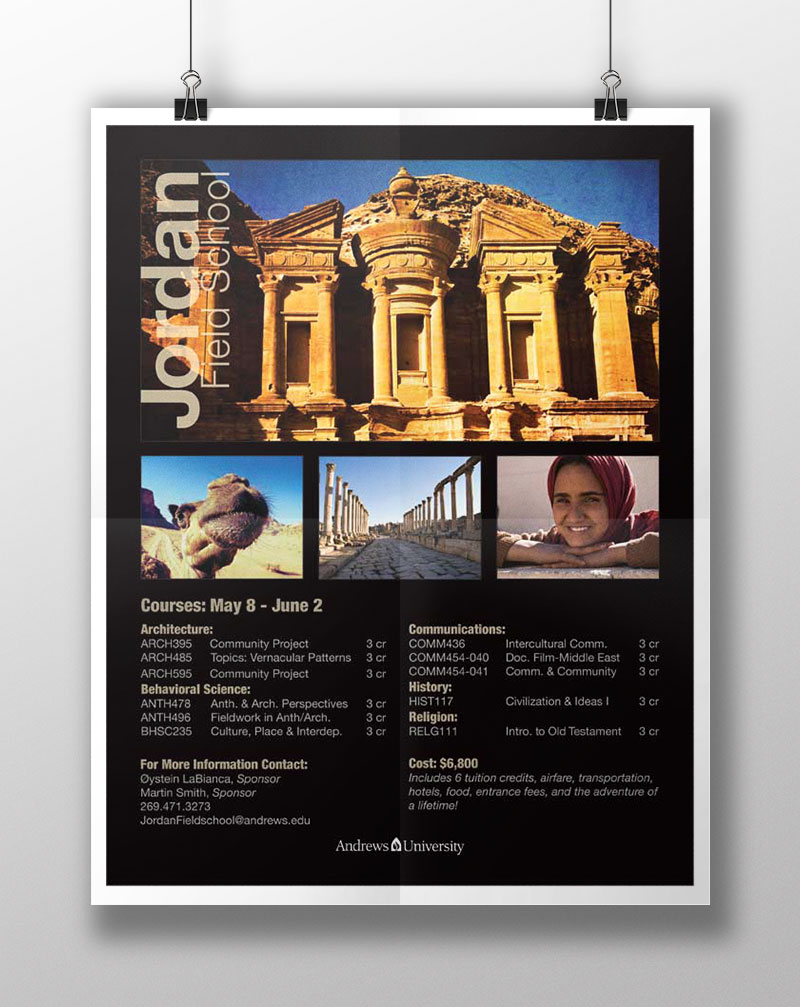 Jordan
Field School
Courses: May 8 - June 2
Architecture:
ARCH395 Community Project 3 cr
ARCH485 Topics: Vernacular Patterns 3 cr
ARCH595 Community Project 3 cr
Behavioral Science:
ANTH478 Anth. & Arch. Perspectives 3 cr
ANTH496 Fieldwork in Anth/Arch. 3 cr
BHSC235 Culture, Place & Interdep. 3 cr
Communications:
COMM436 Intercultural Comm. 3 cr
COMM454-040 Doc. Film-Middle East 3 cr
COMM454-041 Comm. & Community 3 cr
History:
HIST117 Civilization & Ideas I 3 cr
Religion:
RELG111 Intro. to Old Testament 3 cr
For More Information Contact:
Øystein LaBianca, Sponsor
Martin Smith, Sponsor
269.471.3273
JordanFieldschool@andrews.edu
Cost: $6,800
Includes 6 tuition credits, airfare, transportation,
hotels, food, entrance fees, and the adventure of
a lifetime!
Andrews University